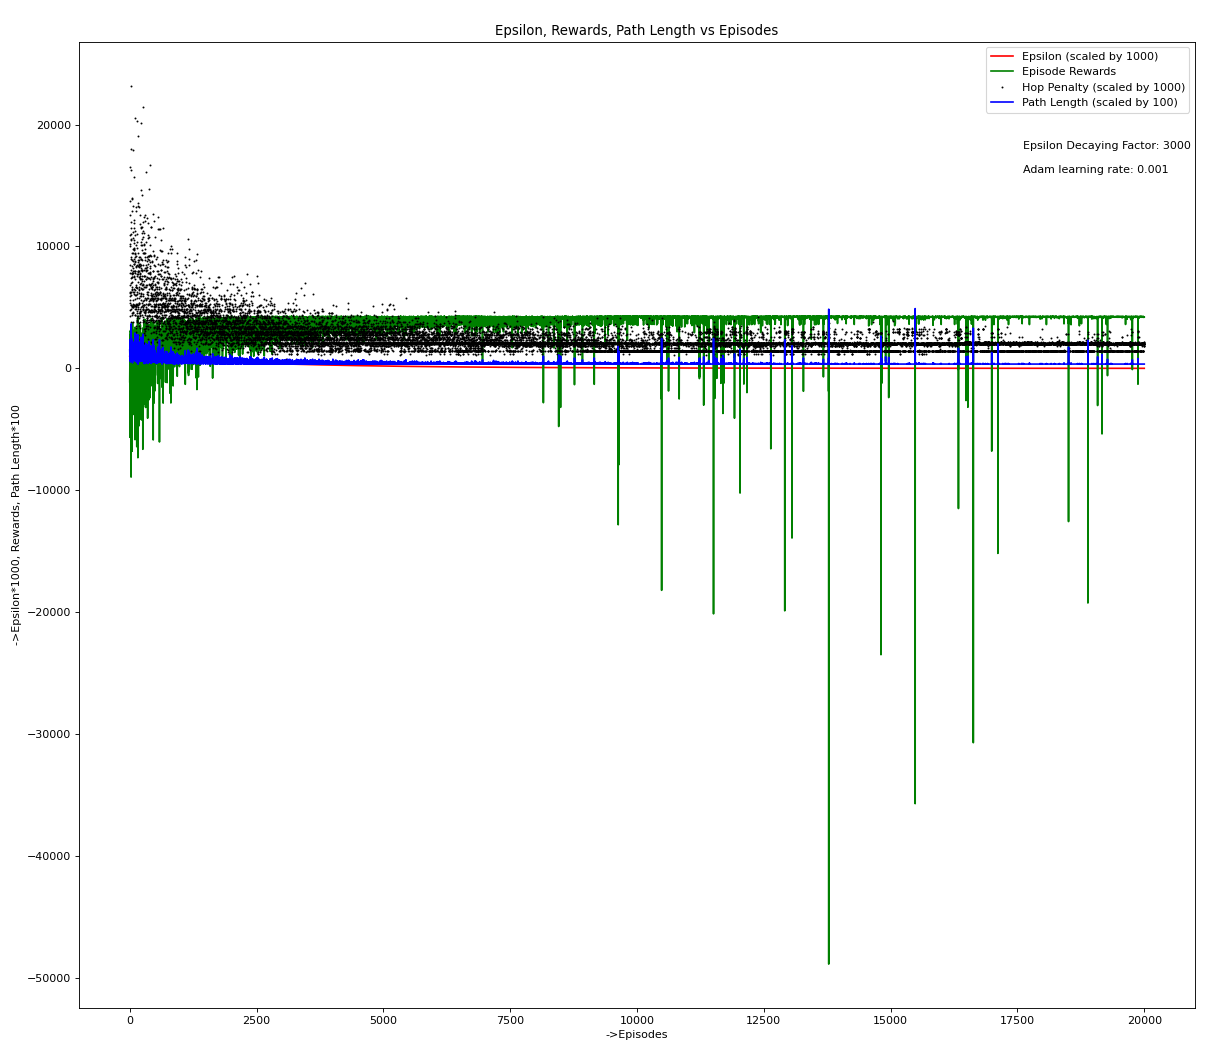 Epsilon, Rewards, Path Length vs Episodes
Epsilon (scaled by 1000)
Episode Rewards
Hop Penalty (scaled by 1000)
Path Length (scaled by 100)
Epsilon Decaying Factor: 3000
Adam learning rate: 0.001
->Epsilon*1000, Rewards, Path Length*100
20000
10000
0
−10000
−20000
−30000
−40000
−50000
0
2500
5000
7500
10000
12500
15000
17500
20000
->Episodes